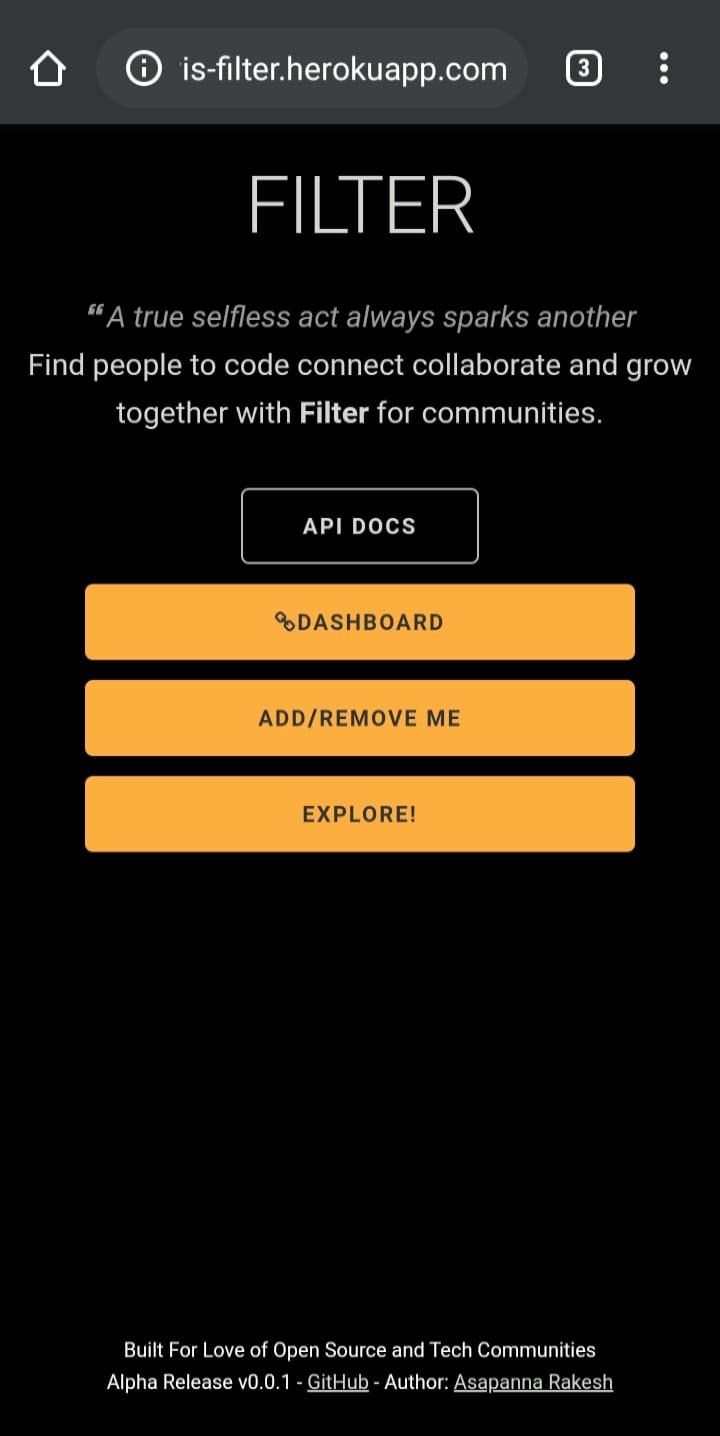 is-filter.herokuapp.com
3
FILTER
❝ A true selfless act always sparks another
Find people to code connect collaborate and grow
together with Filter for communities.
API DOCS
DASHBOARD
ADD/REMOVE ME
EXPLORE!
Built For Love of Open Source and Tech Communities
Alpha Release v0.0.1 - GitHub - Author: Asapanna Rakesh